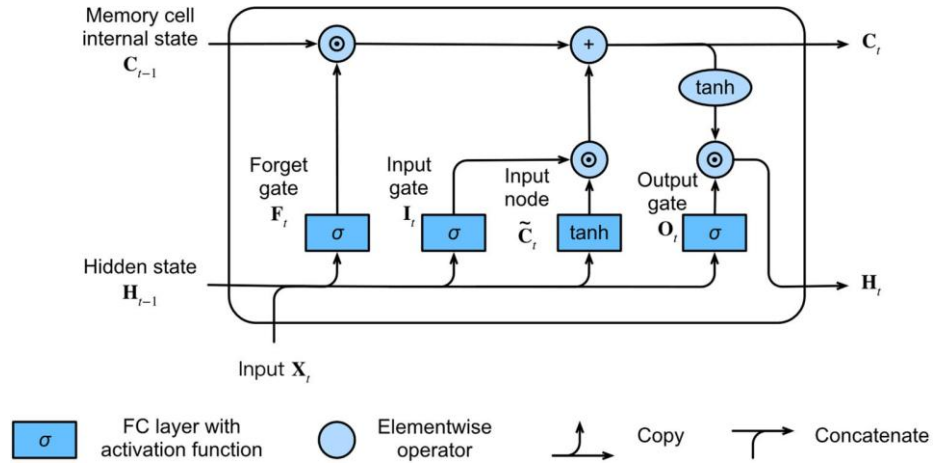 Memory cell
internal state
C_{t−1}
C_t
tanh
Forget
gate
F_t
Input
gate
I_t
Input
node
C̃_t
Output
gate
O_t
σ
σ
tanh
σ
Hidden state
H_{t−1}
H_t
Input X_t
σ
FC layer with
activation function
Elementwise
operator
Copy
Concatenate